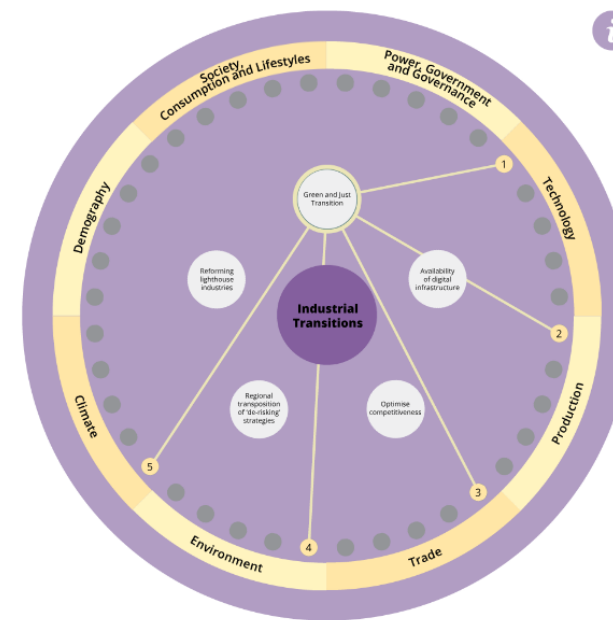 i
Society,
Consumption and Lifestyles
Power, Government
and Governance
Technology
Production
Trade
Environment
Climate
Demography
1
2
3
4
5
Green and Just
Transition
Reforming
lighthouse
industries
Availability
of digital
infrastructure
Industrial
Transitions
Regional
transposition
of 'de-risking'
strategies
Optimise
competitiveness